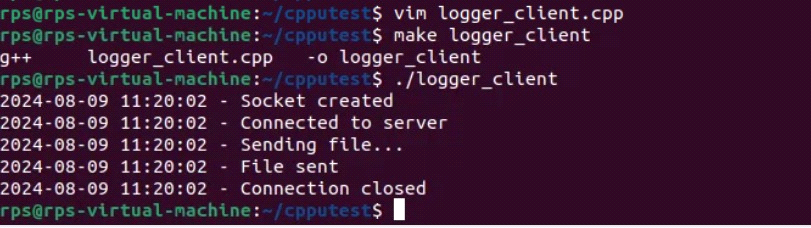 rps@rps-virtual-machine:~/cpputest$ vim logger_client.cpp
rps@rps-virtual-machine:~/cpputest$ make logger_client
g++     logger_client.cpp   -o logger_client
rps@rps-virtual-machine:~/cpputest$ ./logger_client
2024-08-09 11:20:02 - Socket created
2024-08-09 11:20:02 - Connected to server
2024-08-09 11:20:02 - Sending file...
2024-08-09 11:20:02 - File sent
2024-08-09 11:20:02 - Connection closed
rps@rps-virtual-machine:~/cpputest$